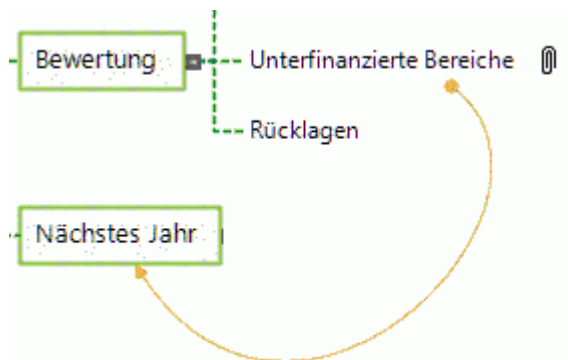 Bewertung
Unterfinanzierte Bereiche
Rücklagen
Nächstes Jahr